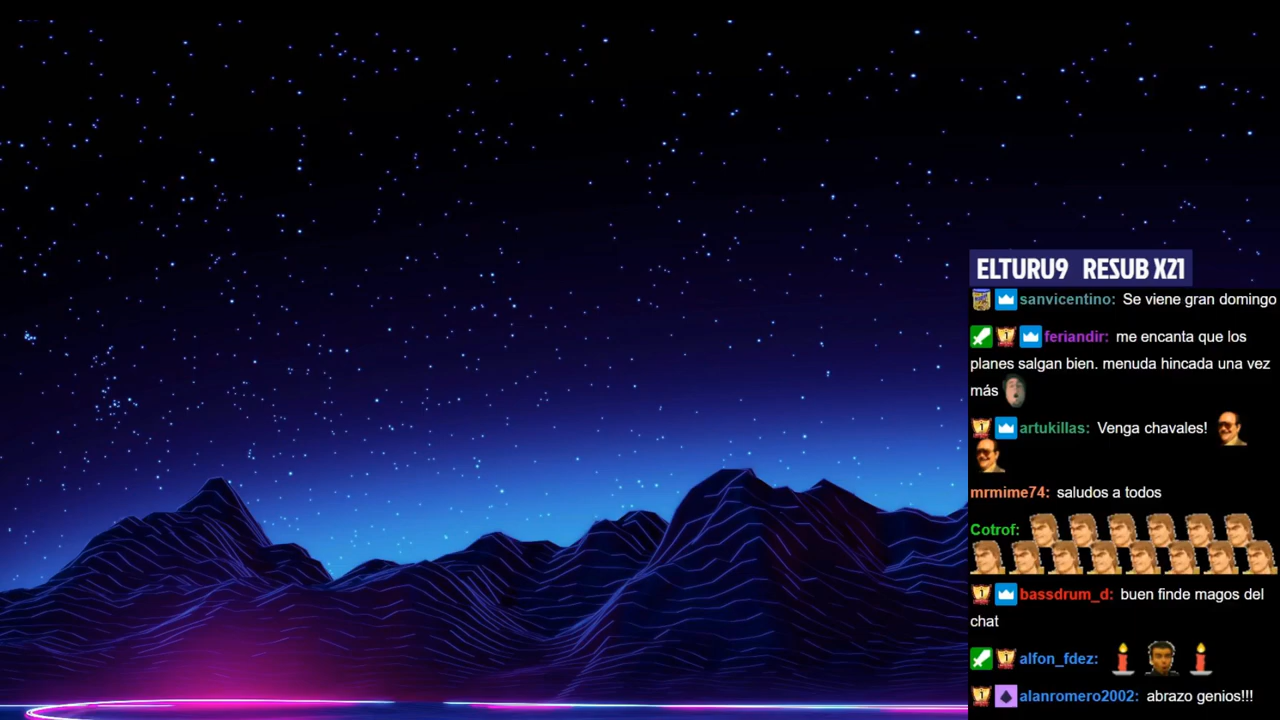 ELTURU9 RESUB X21
sanvicentino: Se viene gran domingo
feriandir: me encanta que los
planes salgan bien. menuda hincada una vez
más
artukillas: Venga chavales!
mrmime74: saludos a todos
Cotrof:
bassdrum_d: buen finde magos del
chat
alfon_fdez:
alanromero2002: abrazo genios!!!